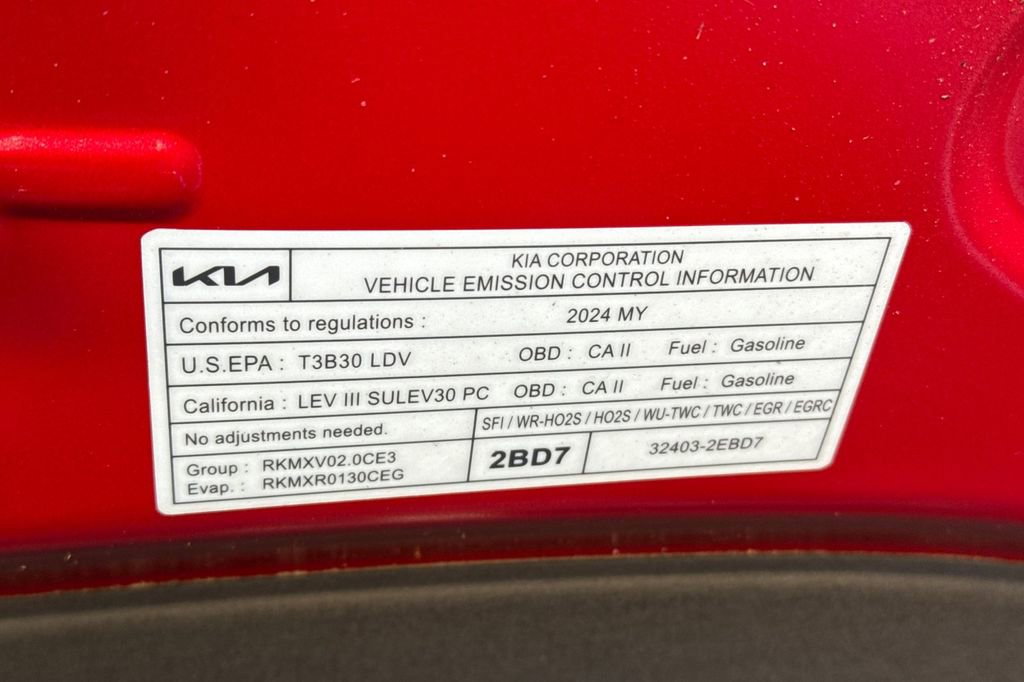 KIA
KIA CORPORATION
VEHICLE EMISSION CONTROL INFORMATION
Conforms to regulations : 2024 MY
U.S.EPA : T3B30 LDV OBD : CA II Fuel : Gasoline
California : LEV III SULEV30 PC OBD : CA II Fuel : Gasoline
No adjustments needed.
SFI / WR-HO2S / HO2S / WU-TWC / TWC / EGR / EGRC
Group : RKMXV02.0CE3
Evap. : RKMXR0130CEG
2BD7
32403-2EBD7